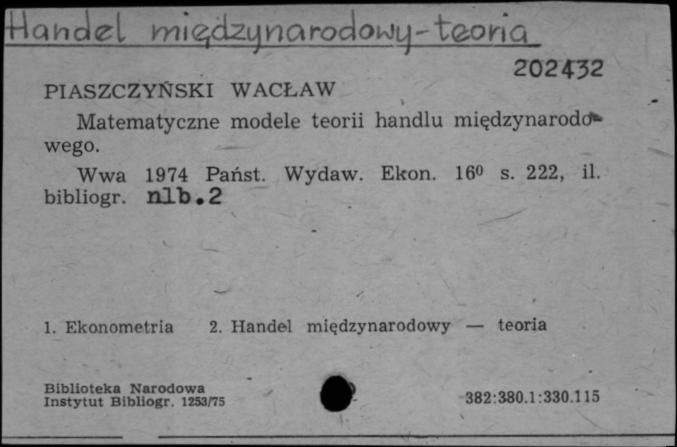 Handel międzynarodowy-teoria
202432
PIASZCZYŃSKI WACŁAW
Matematyczne modele teorii handlu międzynarodo-
wego.
Wwa 1974 Państ. Wydaw. Ekon. 16⁰ s. 222, il.
bibliogr. nlb.2
1. Ekonometria 2. Handel międzynarodowy — teoria
Biblioteka Narodowa
Instytut Bibliogr. 1253/75
382:380.1:330.115